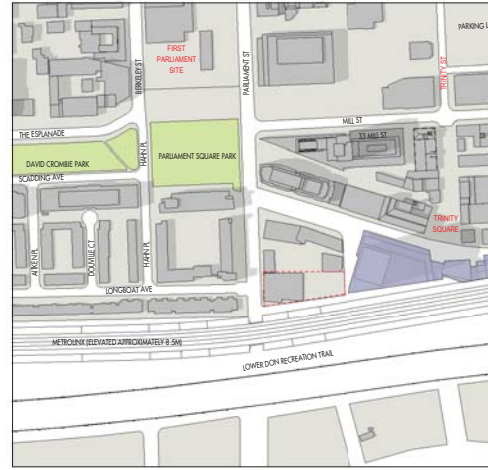 PARKING L
FIRST
PARLIAMENT
SITE
BERKELEY ST
PARLIAMENT ST
TRINITY ST
MILL ST
THE ESPLANADE
33 MILL ST
DAVID CROMBIE PARK
HAHN PL
PARLIAMENT SQUARE PARK
SCADDING AVE
TRINITY
SQUARE
AITKEN PL
DOUVILLE CT
HAHN PL
LONGBOAT AVE
METROLINX (ELEVATED APPROXIMATELY 8.5M)
LOWER DON RECREATION TRAIL